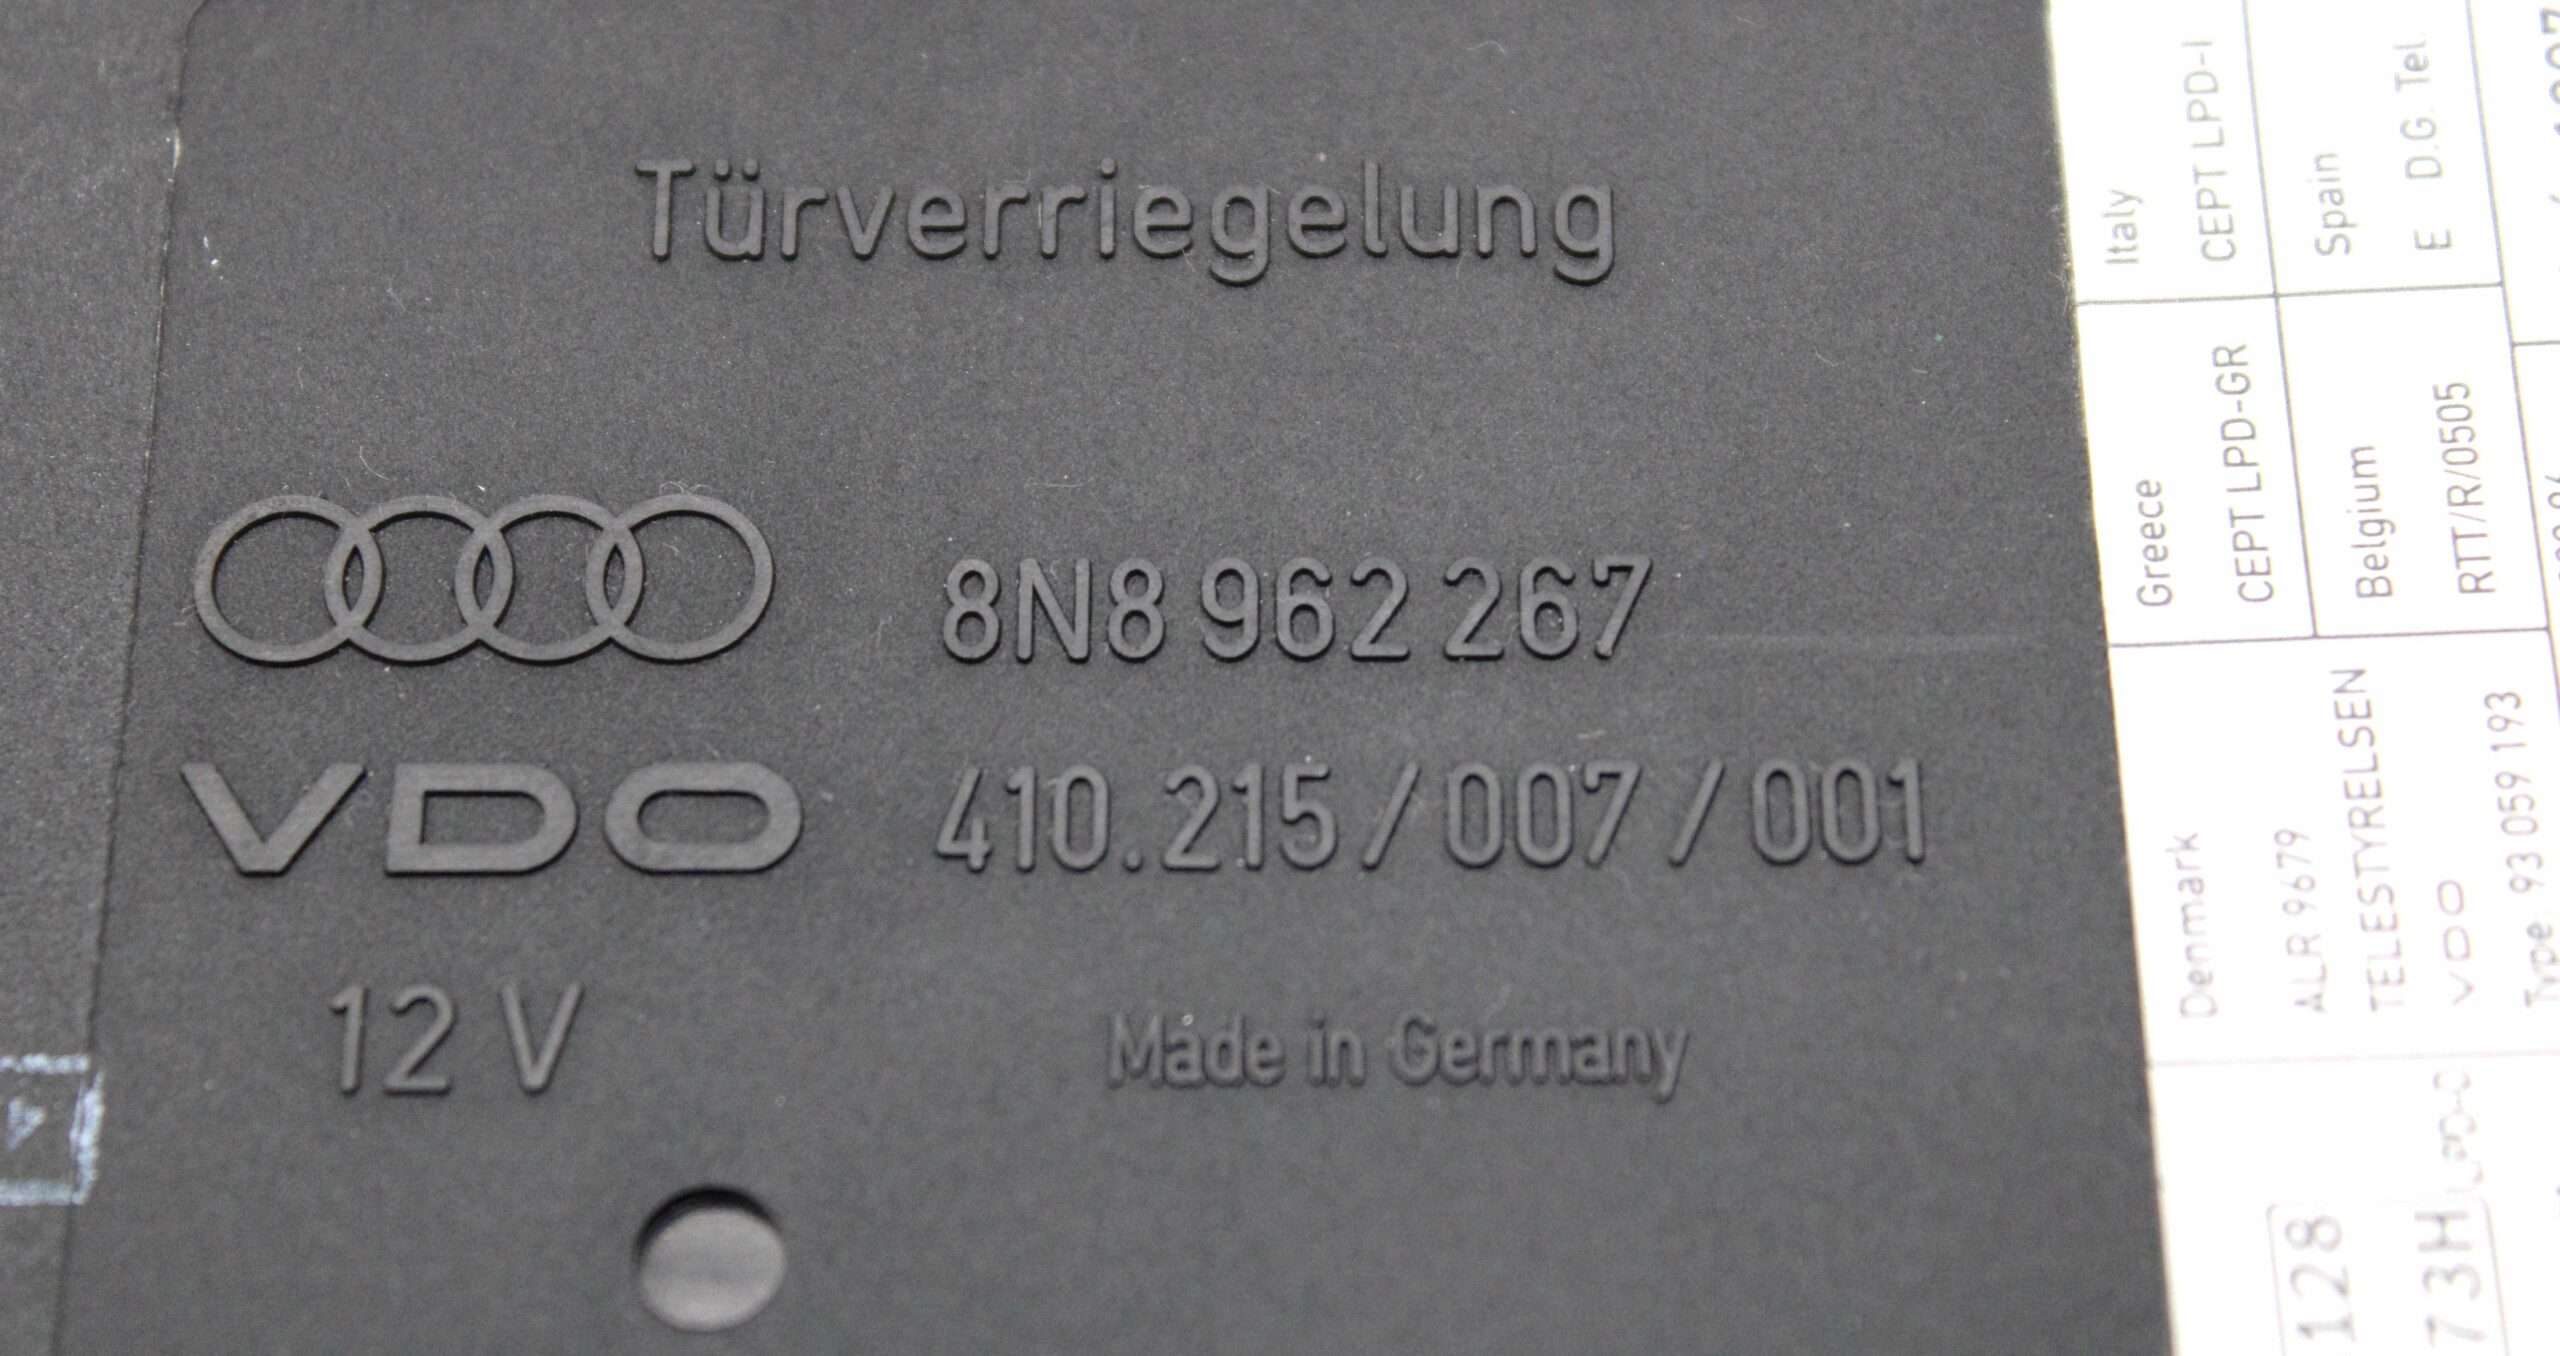 Türverriegelung
8N8 962 267
VDO 410.215/007/001
12 V
Made in Germany
Italy
CEPT LPD-I
Spain
E D.G. Tel.
Greece
CEPT LPD-GR
Belgium
RTT/R/0505
Denmark
ALR 9679
TELESTYRELSEN
VDO
Type 93 059 193
128
73H